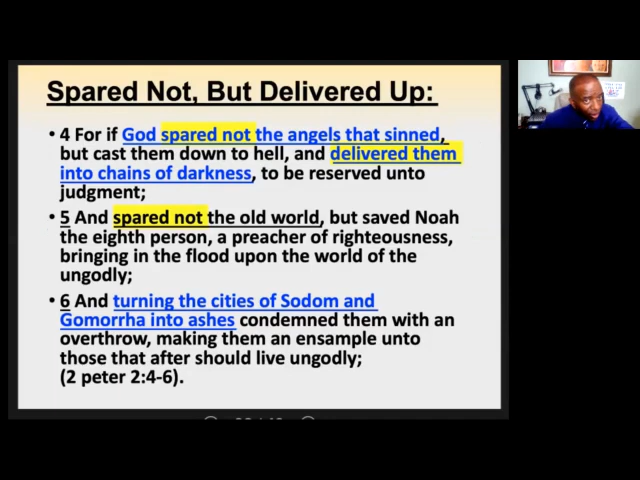 Spared Not, But Delivered Up:
• 4 For if God spared not the angels that sinned,
but cast them down to hell, and delivered them
into chains of darkness, to be reserved unto
judgment;
• 5 And spared not the old world, but saved Noah
the eighth person, a preacher of righteousness,
bringing in the flood upon the world of the
ungodly;
• 6 And turning the cities of Sodom and
Gomorrha into ashes condemned them with an
overthrow, making them an ensample unto
those that after should live ungodly;
(2 peter 2:4-6).